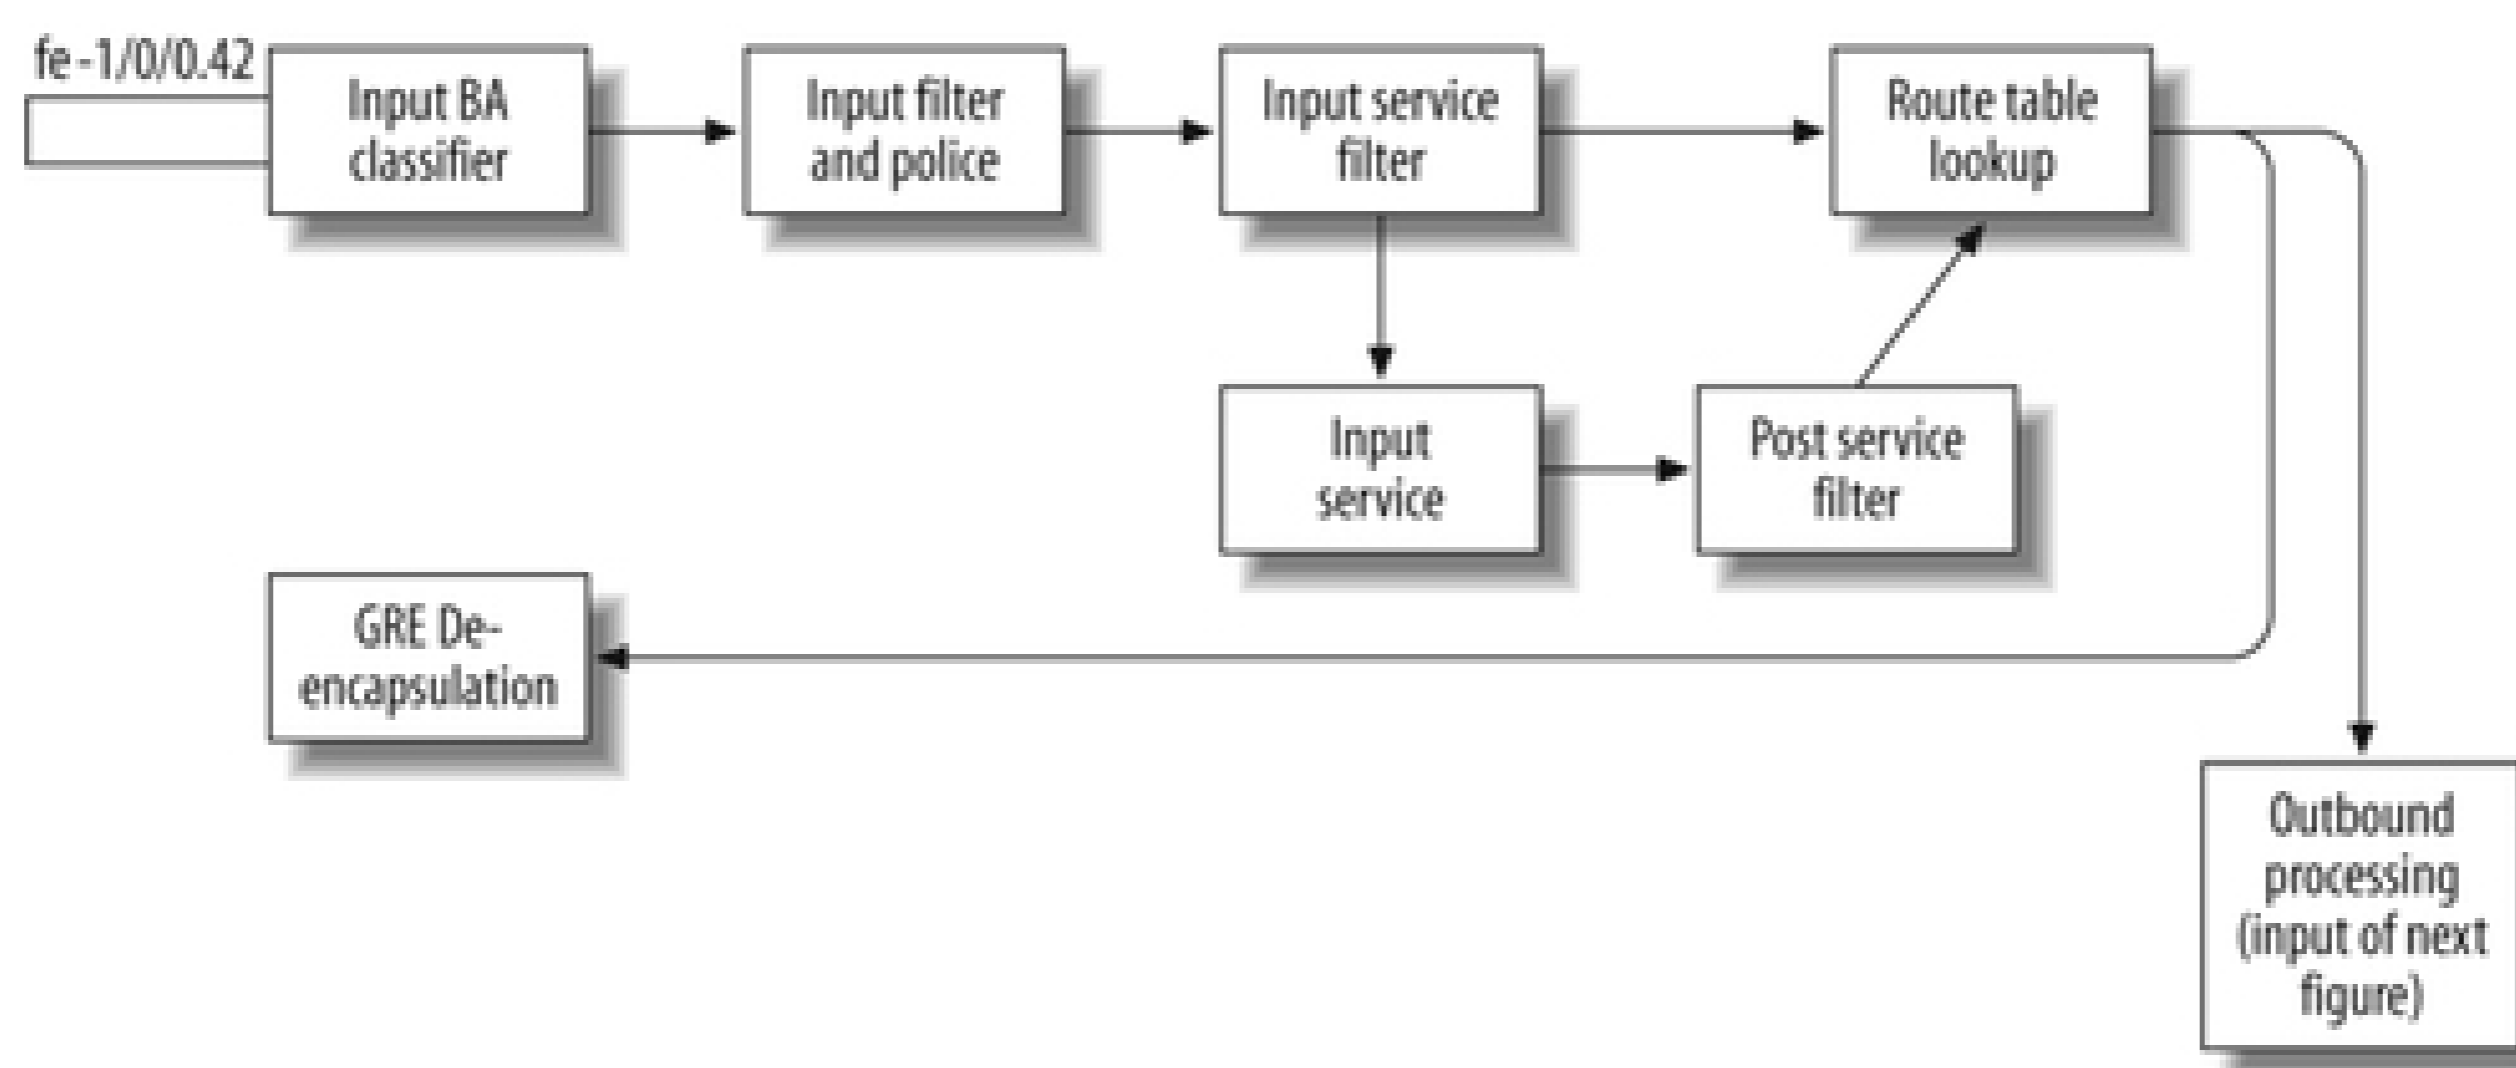 fe-1/0/0.42
Input BA
classifier
Input filter
and police
Input service
filter
Route table
lookup
Input
service
Post service
filter
GRE De-
encapsulation
Outbound
processing
(input of next
figure)